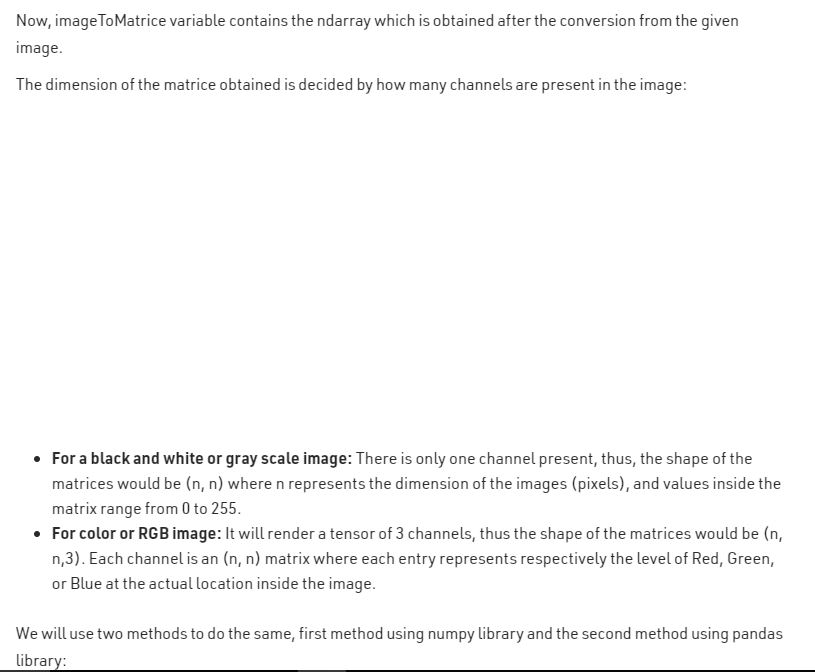 Now, imageToMatrice variable contains the ndarray which is obtained after the conversion from the given
image.
The dimension of the matrice obtained is decided by how many channels are present in the image:
• For a black and white or gray scale image: There is only one channel present, thus, the shape of the
matrices would be (n, n) where n represents the dimension of the images (pixels), and values inside the
matrix range from 0 to 255.
• For color or RGB image: It will render a tensor of 3 channels, thus the shape of the matrices would be (n,
n,3). Each channel is an (n, n) matrix where each entry represents respectively the level of Red, Green,
or Blue at the actual location inside the image.
We will use two methods to do the same, first method using numpy library and the second method using pandas
library: